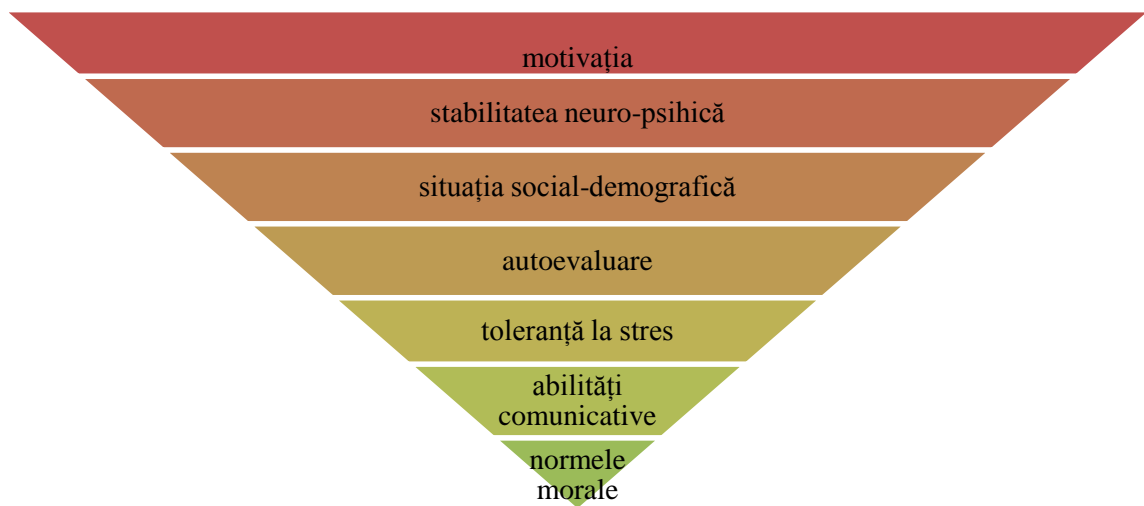 motivația
stabilitatea neuro-psihică
situația social-demografică
autoevaluare
toleranță la stres
abilități
comunicative
normele
morale